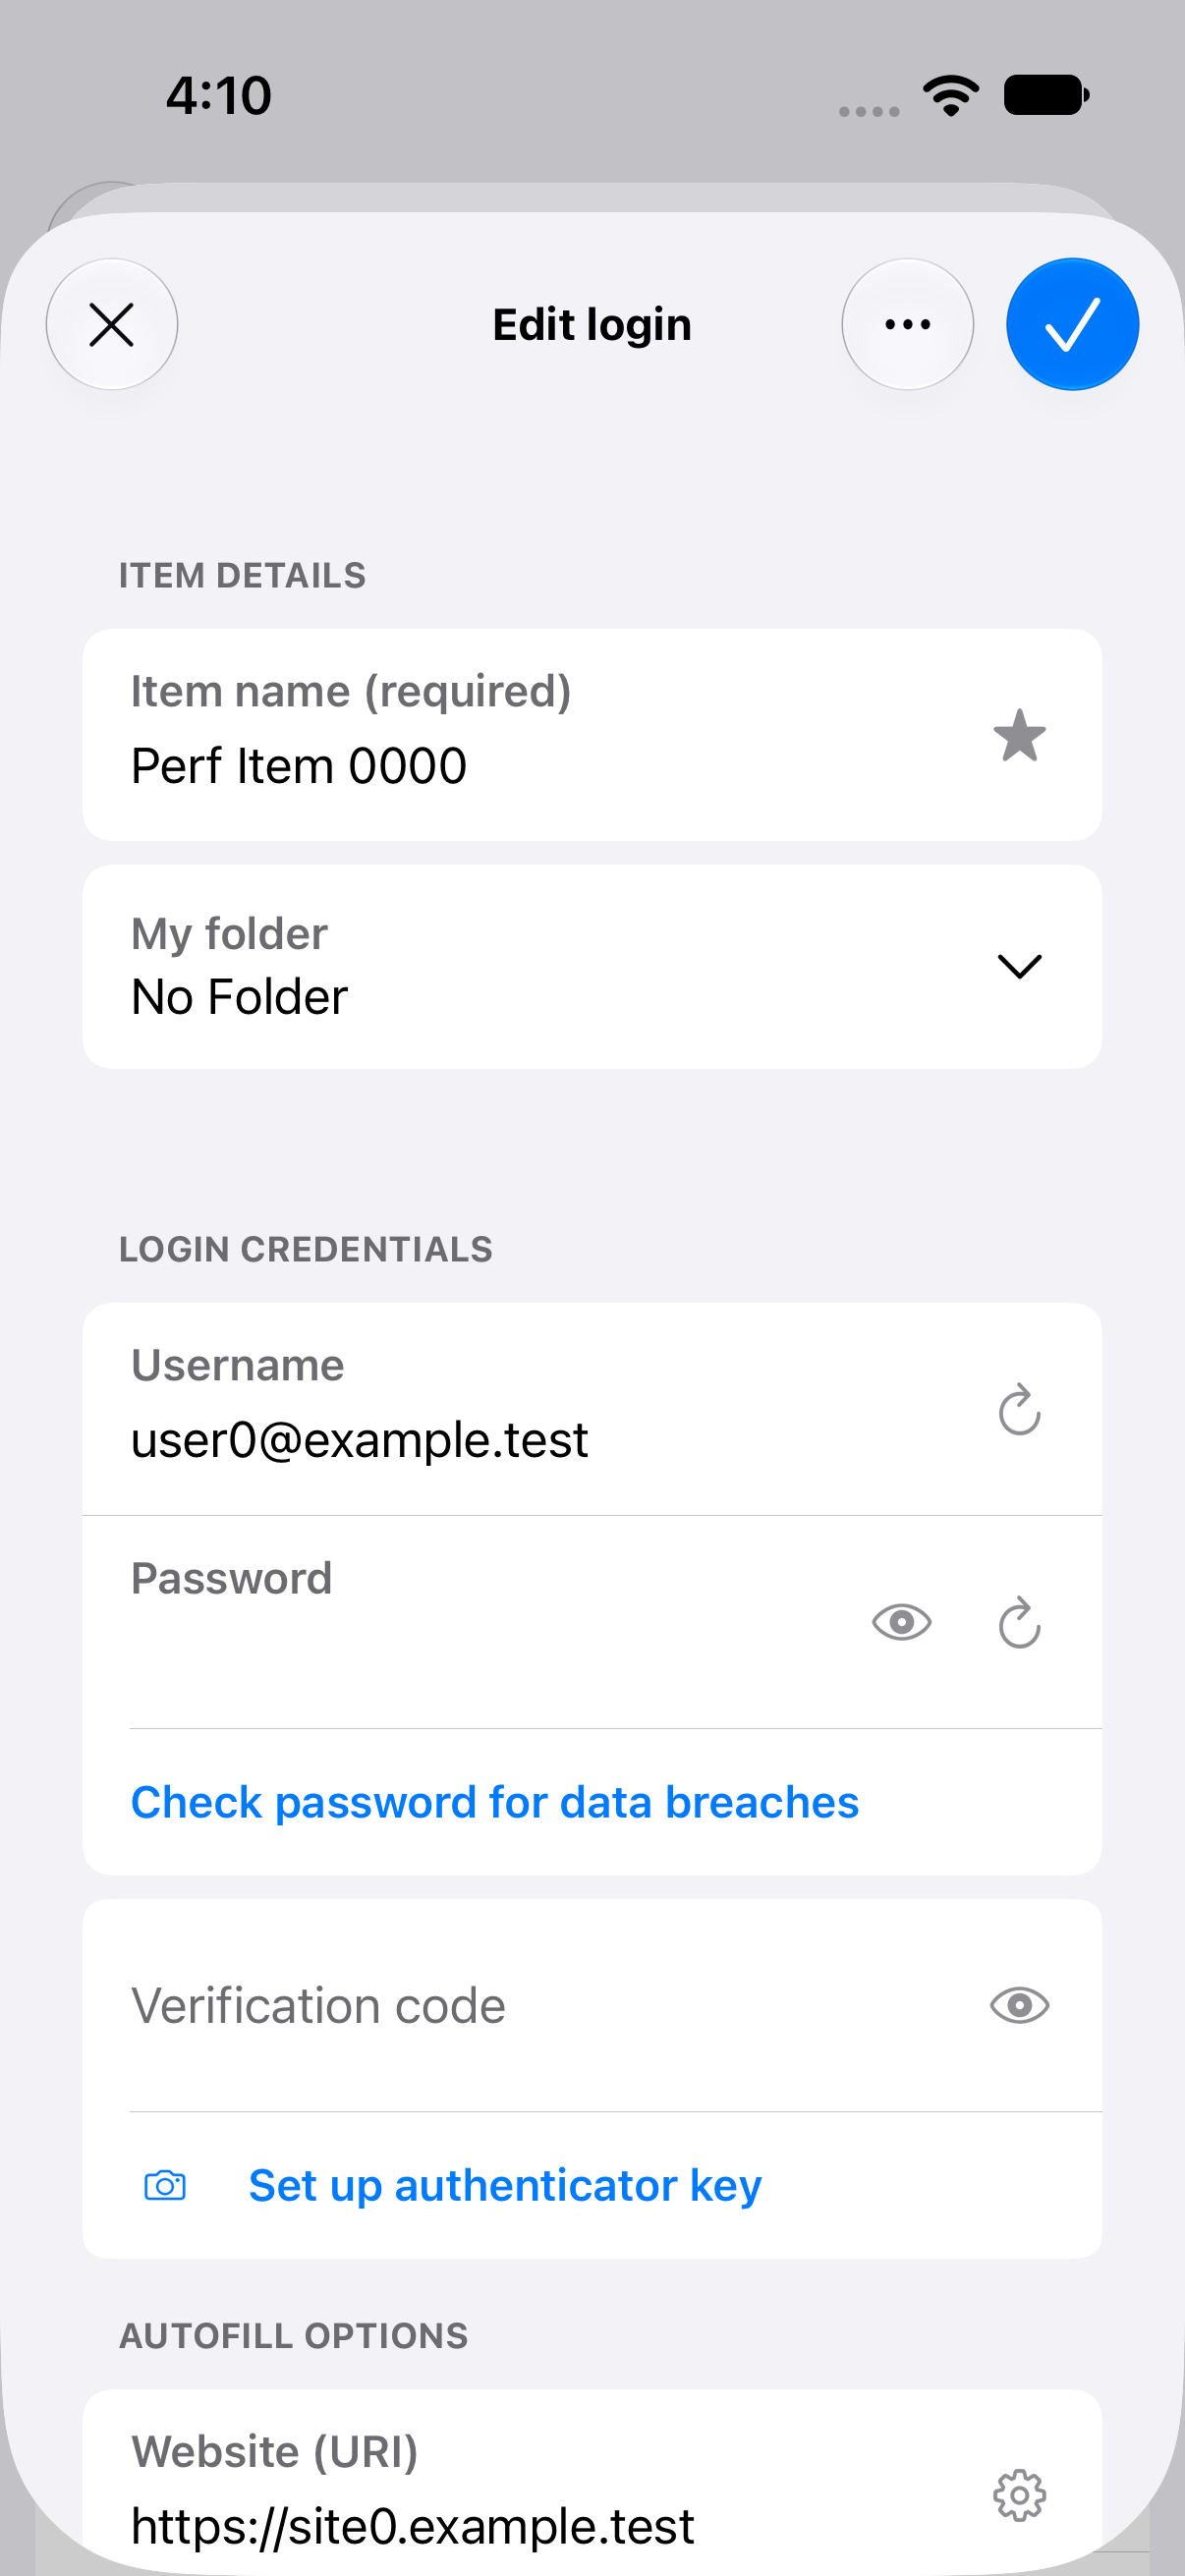 4:10
Edit login
ITEM DETAILS
Item name (required)
Perf Item 0000
My folder
No Folder
LOGIN CREDENTIALS
Username
user0@example.test
Password
Check password for data breaches
Verification code
Set up authenticator key
AUTOFILL OPTIONS
Website (URI)
https://site0.example.test